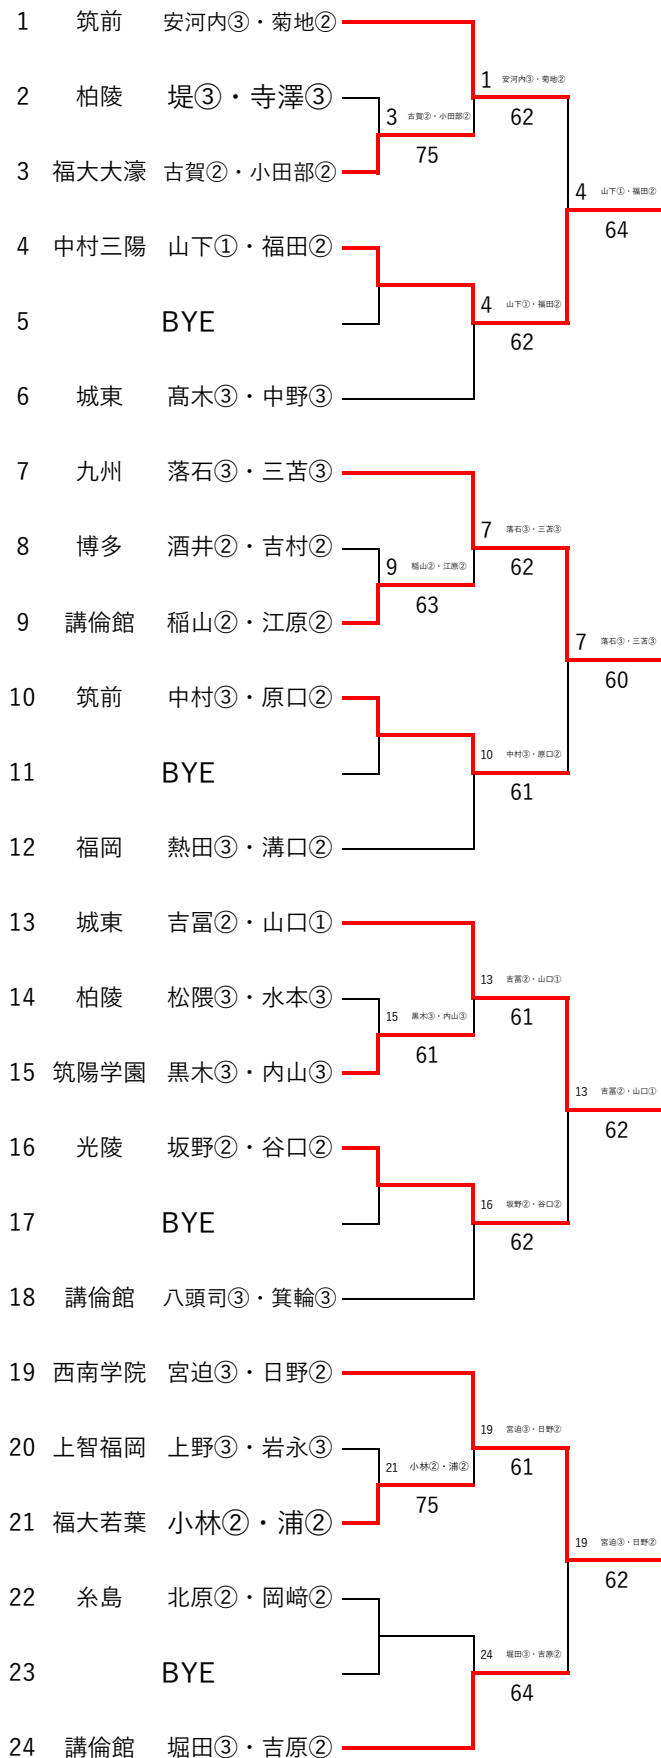 1 筑前 安河内③・菊地②
1 安河内③・菊地②
2 柏陵 堤③・寺澤③
3 古賀②・小田部②
62
75
3 福大大濠 古賀②・小田部②
4 山下①・福田②
64
4 中村三陽 山下①・福田②
4 山下①・福田②
5 BYE
62
6 城東 髙木③・中野③
7 九州 落石③・三苫③
7 落石③・三苫③
8 博多 酒井②・吉村②
9 稲山②・江原②
62
63
9 講倫館 稲山②・江原②
7 落石③・三苫③
60
10 筑前 中村③・原口②
10 中村③・原口②
11 BYE
61
12 福岡 熱田③・溝口②
13 城東 吉冨②・山口①
13 吉冨②・山口①
14 柏陵 松隈③・水本③
15 黒木③・内山③
61
61
15 筑陽学園 黒木③・内山③
13 吉冨②・山口①
62
16 光陵 坂野②・谷口②
16 坂野②・谷口②
17 BYE
62
18 講倫館 八頭司③・箕輪③
19 西南学院 宮迫③・日野②
19 宮迫③・日野②
20 上智福岡 上野③・岩永③
21 小林②・浦②
61
75
21 福大若葉 小林②・浦②
19 宮迫③・日野②
62
22 糸島 北原②・岡﨑②
24 堀田③・吉原②
23 BYE
64
24 講倫館 堀田③・吉原②